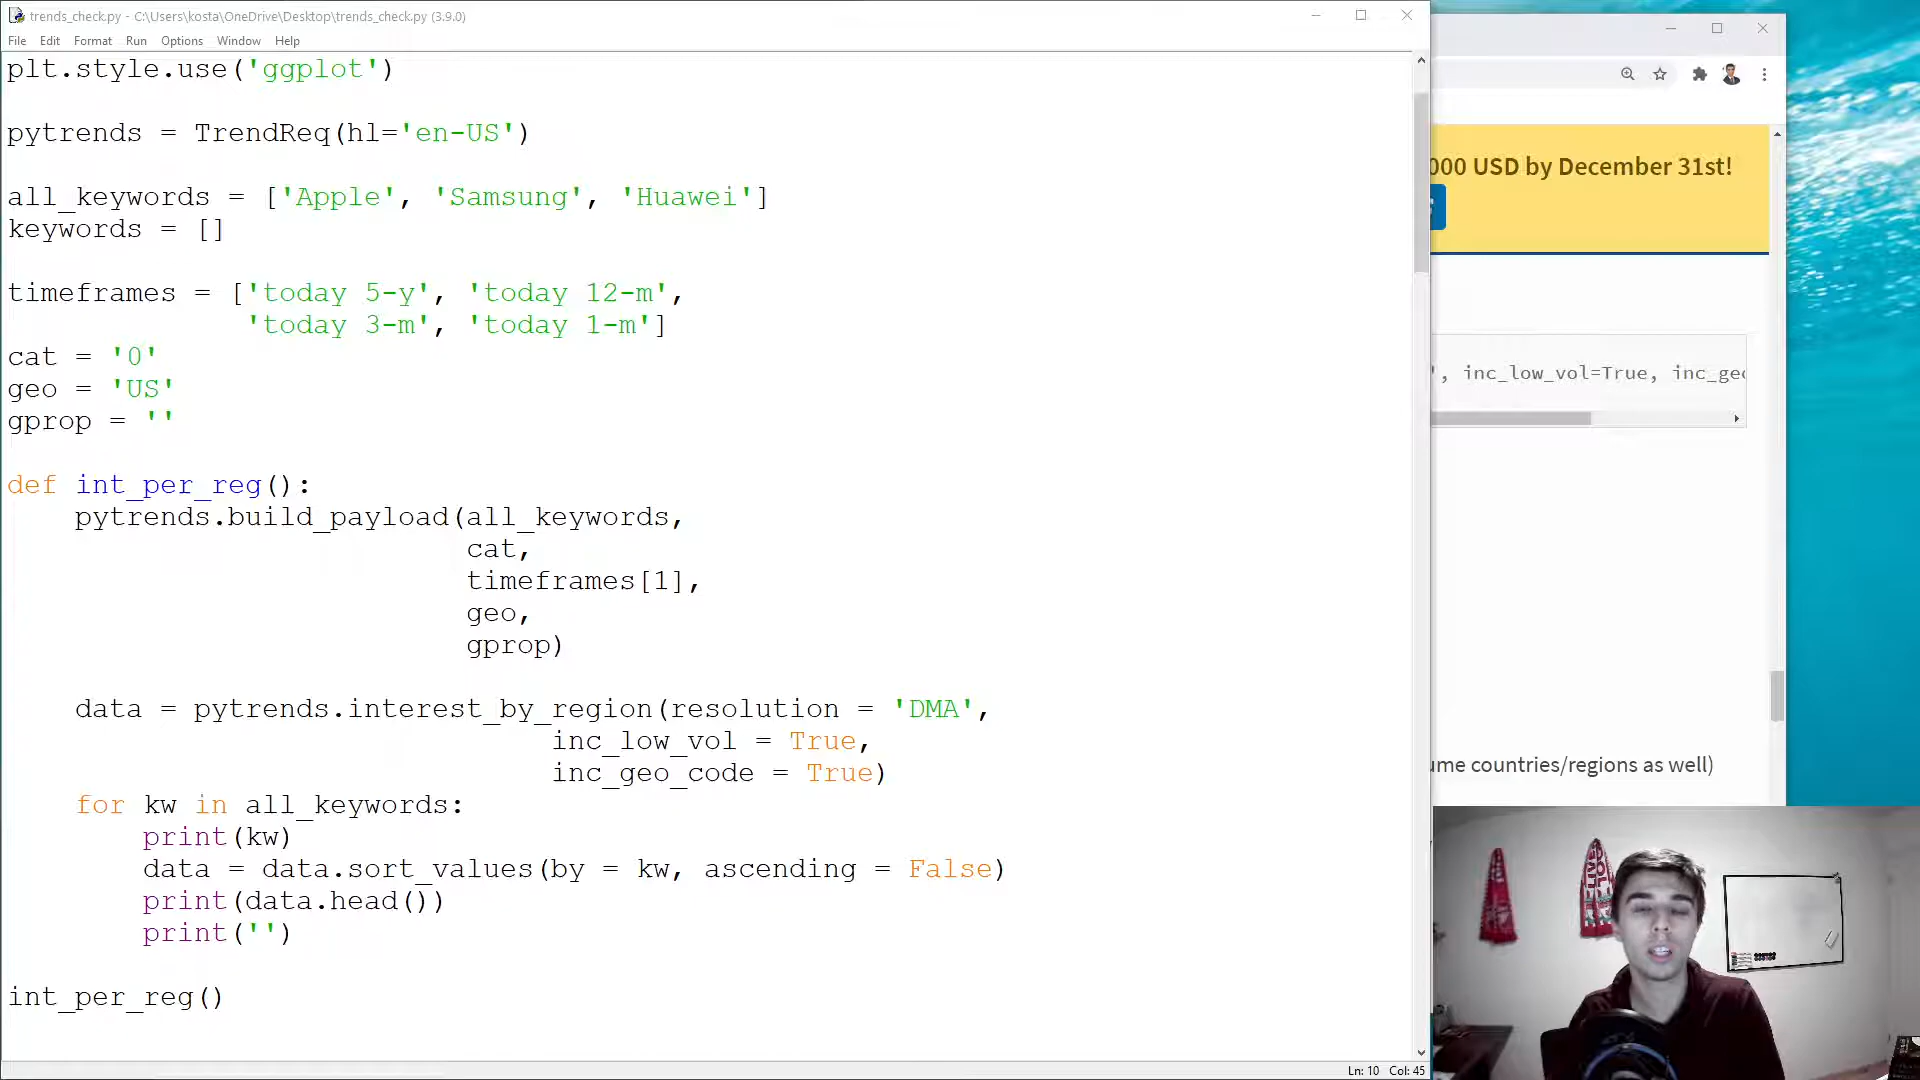 trends_check.py - C:\Users\kosta\OneDrive\Desktop\trends_check.py (3.9.0)
File Edit Format Run Options Window Help
plt.style.use('ggplot')
pytrends = TrendReq(hl='en-US')
all_keywords = ['Apple', 'Samsung', 'Huawei']
keywords = []
timeframes = ['today 5-y', 'today 12-m',
'today 3-m', 'today 1-m']
cat = '0'
geo = 'US'
gprop = ''
def int_per_reg():
pytrends.build_payload(all_keywords,
cat,
timeframes[1],
geo,
gprop)
data = pytrends.interest_by_region(resolution = 'DMA',
inc_low_vol = True,
inc_geo_code = True)
for kw in all_keywords:
print(kw)
data = data.sort_values(by = kw, ascending = False)
print(data.head())
print('')
int_per_reg()
Ln: 10 Col: 45
000 USD by December 31st!
', inc_low_vol=True, inc_geo
ume countries/regions as well)